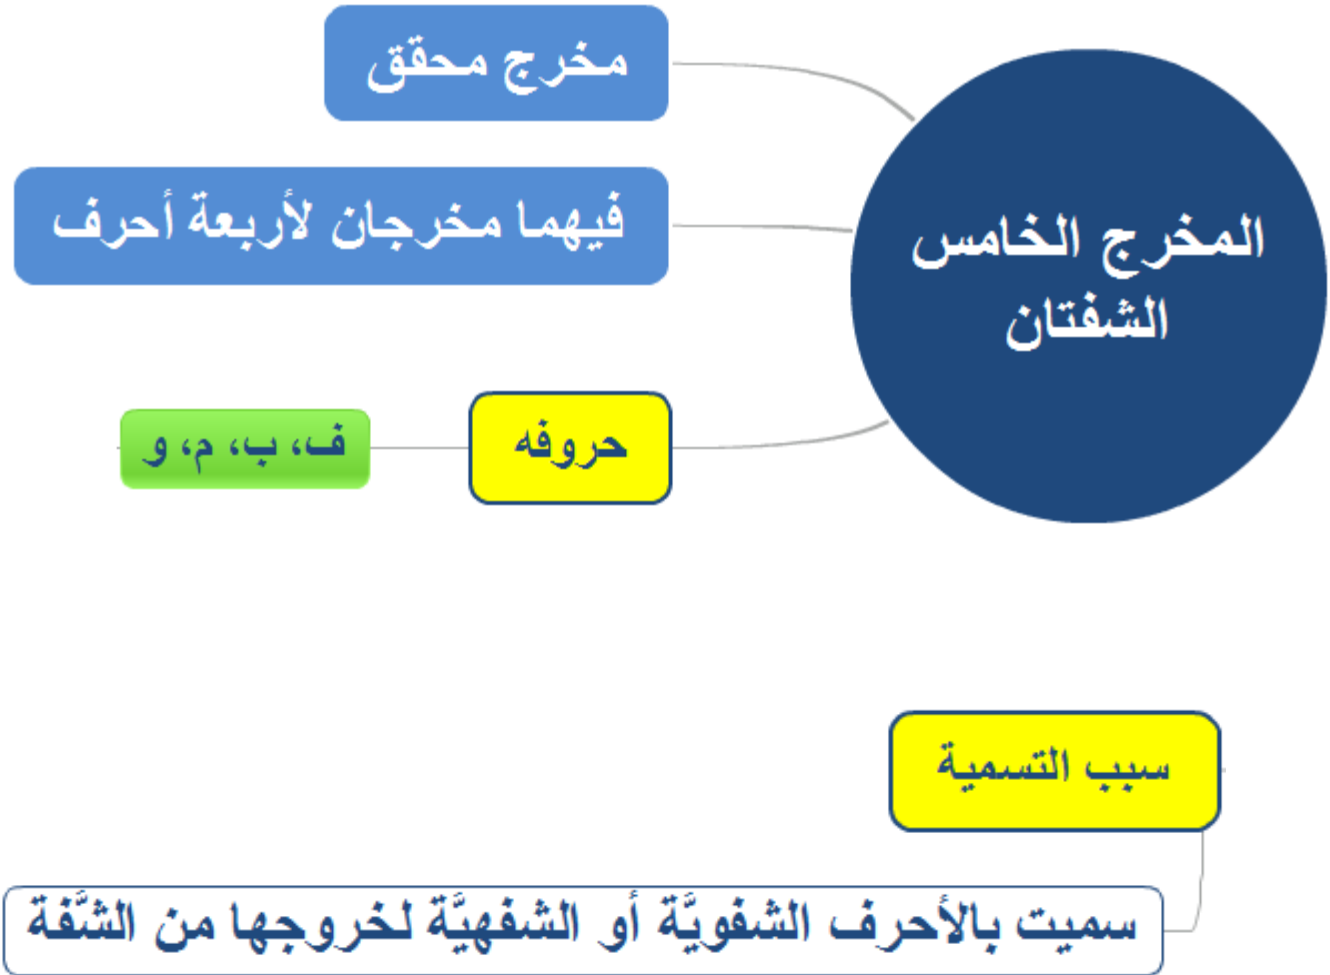 المخرج الخامس
الشفتان
مخرج محقق
فيهما مخرجان لأربعة أحرف
حروفه
ف، ب، م، و
سبب التسمية
سميت بالأحرف الشفويَّة أو الشفهيَّة لخروجها من الشَّفة